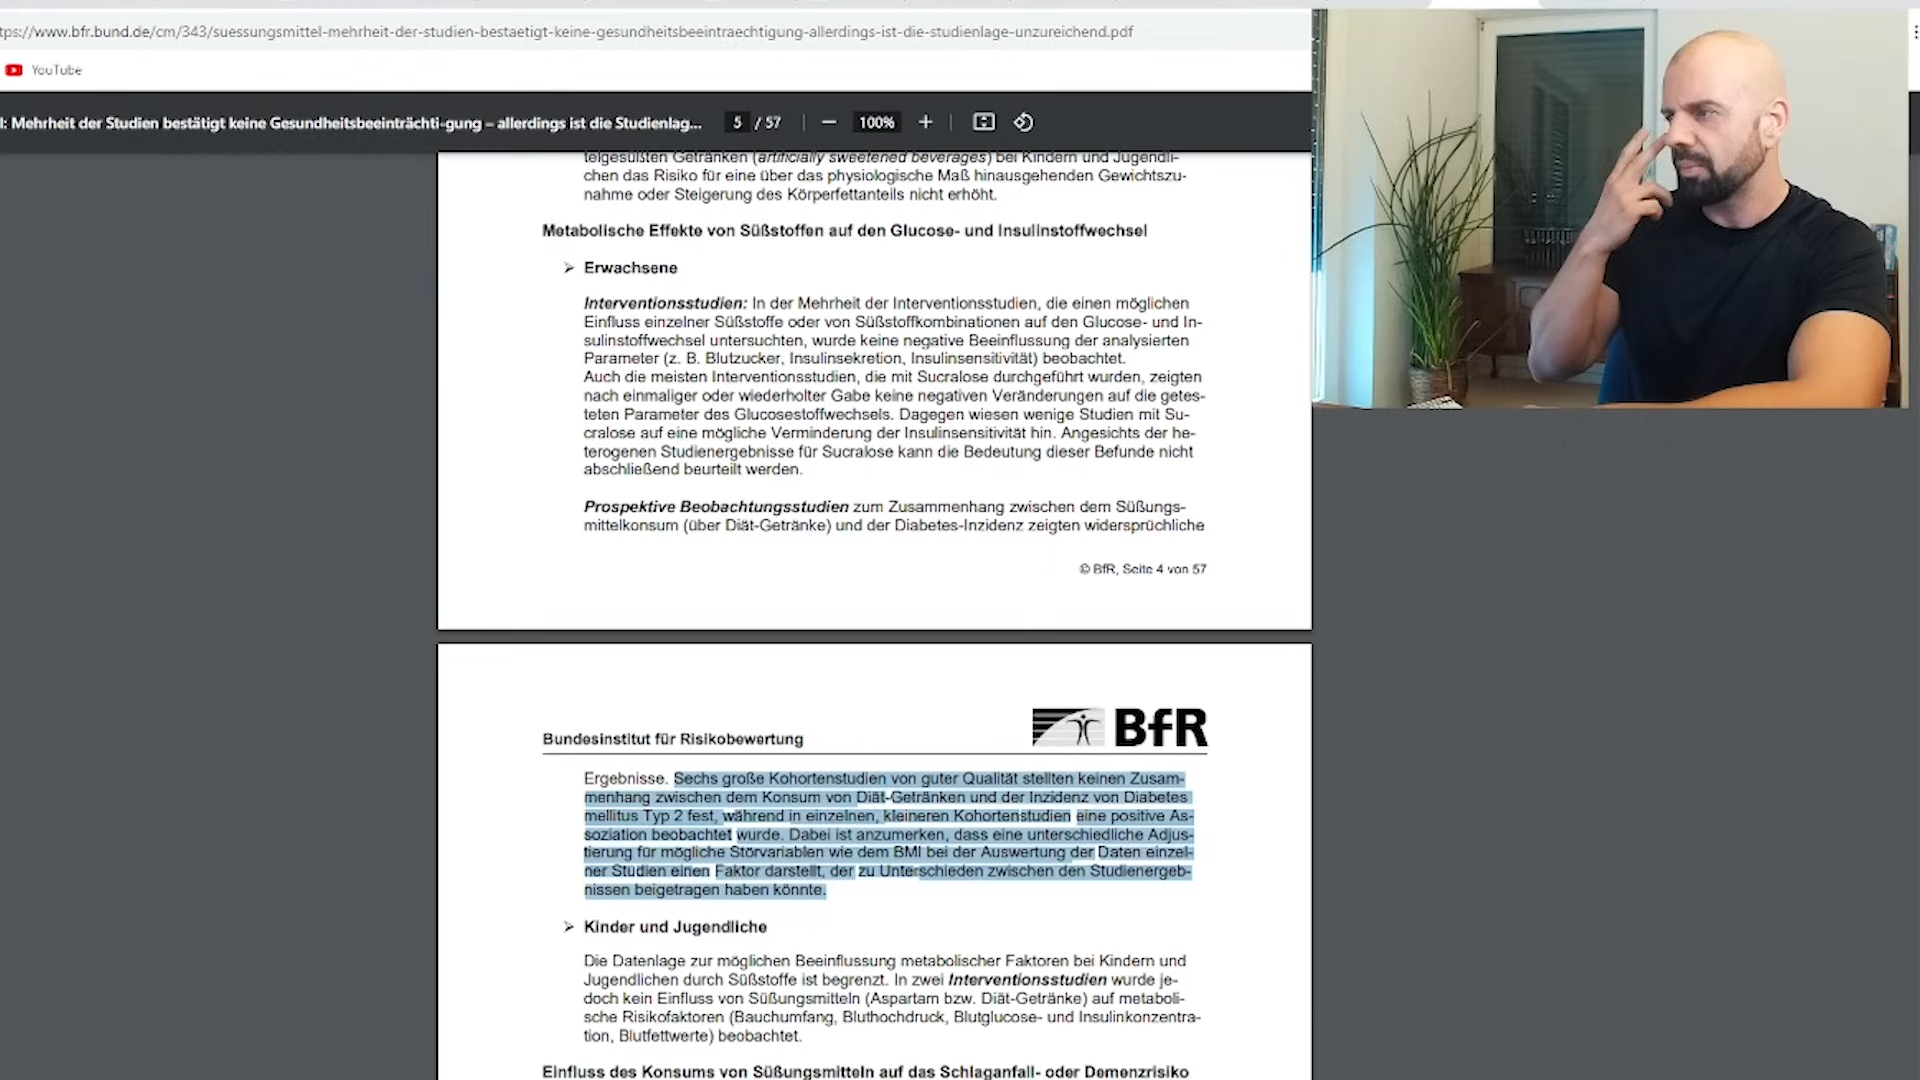 tps://www.bfr.bund.de/cm/343/suessungsmittel-mehrheit-der-studien-bestaetigt-keine-gesundheitsbeeintraechtigung-allerdings-ist-die-studienlage-unzureichend.pdf
YouTube
l: Mehrheit der Studien bestätigt keine Gesundheitsbeeinträchti-gung – allerdings ist die Studienlag...
5 / 57
100%
telgesüßten Getränken (artificially sweetened beverages) bei Kindern und Jugendli-
chen das Risiko für eine über das physiologische Maß hinausgehenden Gewichtszu-
nahme oder Steigerung des Körperfettanteils nicht erhöht.
Metabolische Effekte von Süßstoffen auf den Glucose- und Insulinstoffwechsel
➢ Erwachsene
Interventionsstudien: In der Mehrheit der Interventionsstudien, die einen möglichen
Einfluss einzelner Süßstoffe oder von Süßstoffkombinationen auf den Glucose- und In-
sulinstoffwechsel untersuchten, wurde keine negative Beeinflussung der analysierten
Parameter (z. B. Blutzucker, Insulinsekretion, Insulinsensitivität) beobachtet.
Auch die meisten Interventionsstudien, die mit Sucralose durchgeführt wurden, zeigten
nach einmaliger oder wiederholter Gabe keine negativen Veränderungen auf die getes-
teten Parameter des Glucosestoffwechsels. Dagegen wiesen wenige Studien mit Su-
cralose auf eine mögliche Verminderung der Insulinsensitivität hin. Angesichts der he-
terogenen Studienergebnisse für Sucralose kann die Bedeutung dieser Befunde nicht
abschließend beurteilt werden.
Prospektive Beobachtungsstudien zum Zusammenhang zwischen dem Süßungs-
mittelkonsum (über Diät-Getränke) und der Diabetes-Inzidenz zeigten widersprüchliche
© BfR, Seite 4 von 57
BfR
Bundesinstitut für Risikobewertung
Ergebnisse. Sechs große Kohortenstudien von guter Qualität stellten keinen Zusam-
menhang zwischen dem Konsum von Diät-Getränken und der Inzidenz von Diabetes
mellitus Typ 2 fest, während in einzelnen, kleineren Kohortenstudien eine positive As-
soziation beobachtet wurde. Dabei ist anzumerken, dass eine unterschiedliche Adjus-
tierung für mögliche Störvariablen wie dem BMI bei der Auswertung der Daten einzel-
ner Studien einen Faktor darstellt, der zu Unterschieden zwischen den Studienergeb-
nissen beigetragen haben könnte.
➢ Kinder und Jugendliche
Die Datenlage zur möglichen Beeinflussung metabolischer Faktoren bei Kindern und
Jugendlichen durch Süßstoffe ist begrenzt. In zwei Interventionsstudien wurde je-
doch kein Einfluss von Süßungsmitteln (Aspartam bzw. Diät-Getränke) auf metaboli-
sche Risikofaktoren (Bauchumfang, Bluthochdruck, Blutglucose- und Insulinkonzentra-
tion, Blutfettwerte) beobachtet.
Einfluss des Konsums von Süßungsmitteln auf das Schlaganfall- oder Demenzrisiko